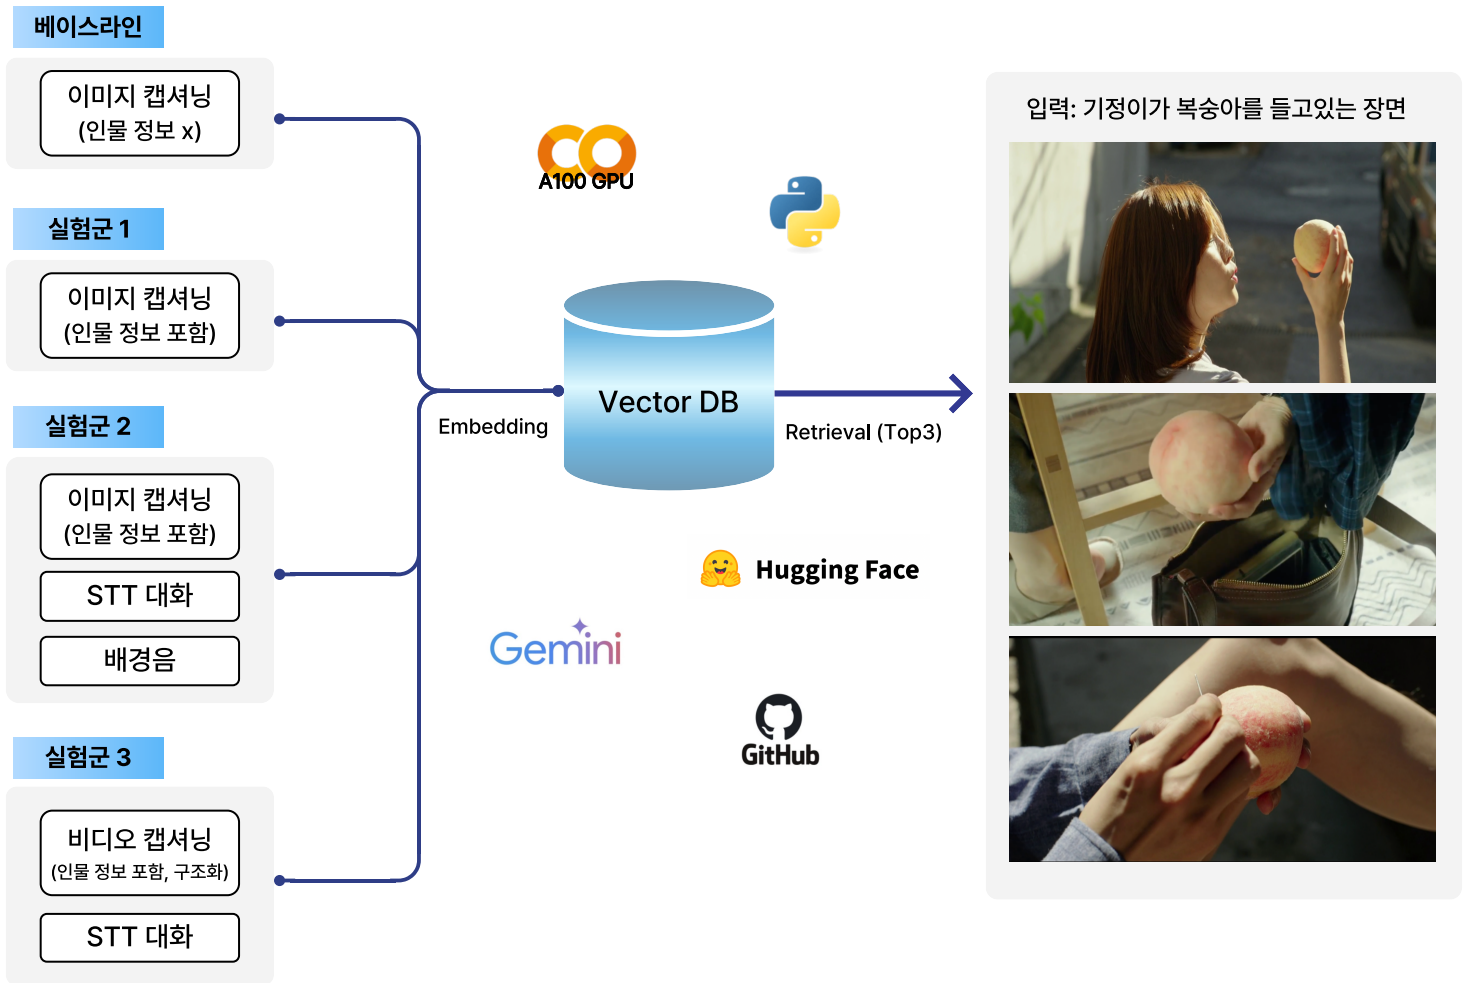 베이스라인
이미지 캡셔닝
(인물 정보 x)
실험군 1
이미지 캡셔닝
(인물 정보 포함)
실험군 2
이미지 캡셔닝
(인물 정보 포함)
STT 대화
배경음
실험군 3
비디오 캡셔닝
(인물 정보 포함, 구조화)
STT 대화
A100 GPU
Embedding
Vector DB
Retrieval (Top3)
Hugging Face
Gemini
GitHub
입력: 기정이가 복숭아를 들고있는 장면